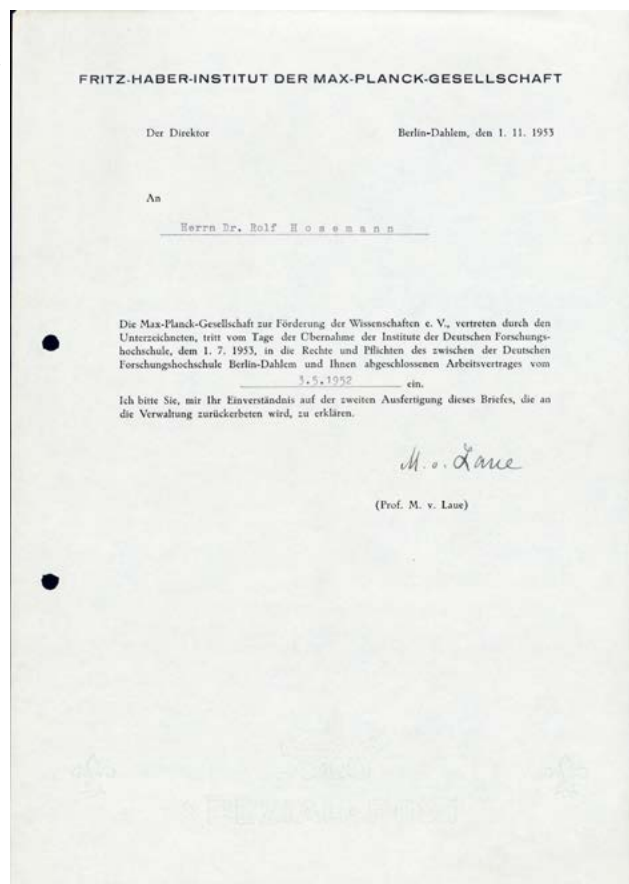 FRITZ-HABER-INSTITUT DER MAX-PLANCK-GESELLSCHAFT
Der Direktor
Berlin-Dahlem, den 1. 11. 1953
An
Herrn Dr. Rolf H o s e m a n n
Die Max-Planck-Gesellschaft zur Förderung der Wissenschaften e. V., vertreten durch den
Unterzeichneten, tritt vom Tage der Übernahme der Institute der Deutschen Forschungs-
hochschule, dem 1. 7. 1953, in die Rechte und Pflichten des zwischen der Deutschen
Forschungshochschule Berlin-Dahlem und Ihnen abgeschlossenen Arbeitsvertrages vom
3.5.1952 ein.
Ich bitte Sie, mir Ihr Einverständnis auf der zweiten Ausfertigung dieses Briefes, die an
die Verwaltung zurückerbeten wird, zu erklären.
M. v. Laue
(Prof. M. v. Laue)